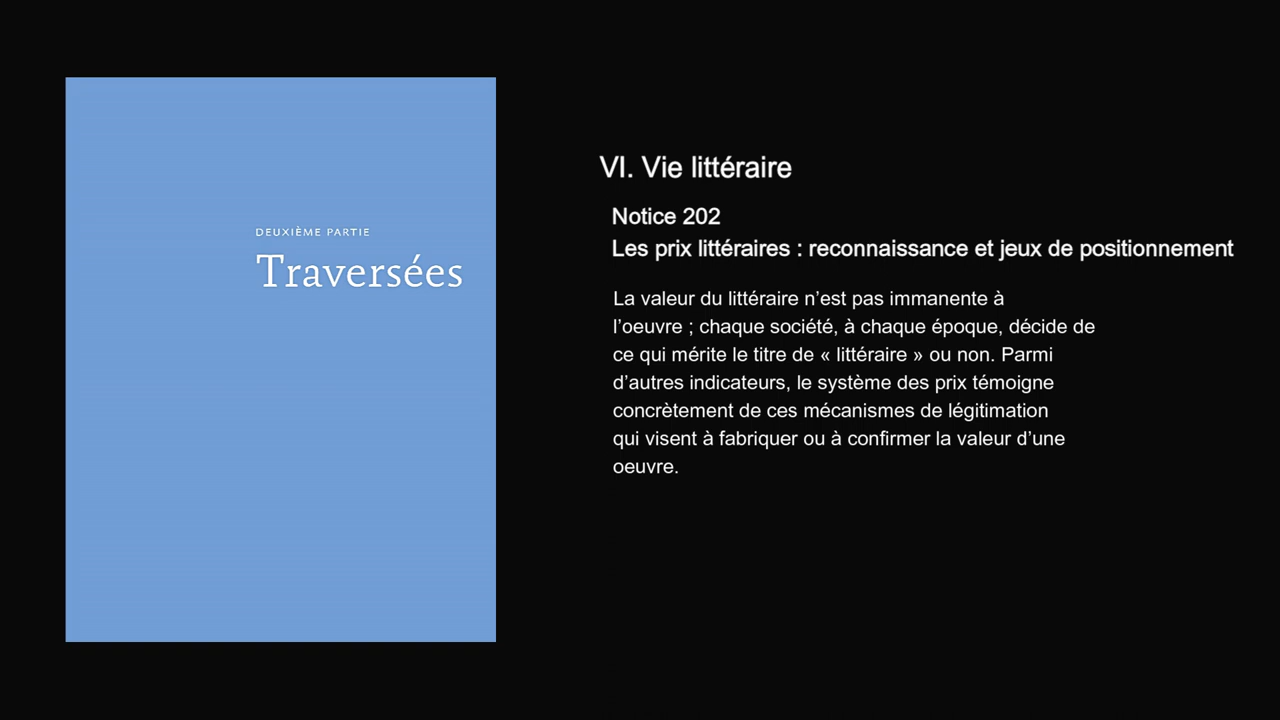 DEUXIÈME PARTIE
Traversées
VI. Vie littéraire
Notice 202
Les prix littéraires : reconnaissance et jeux de positionnement
La valeur du littéraire n’est pas immanente à
l’oeuvre ; chaque société, à chaque époque, décide de
ce qui mérite le titre de « littéraire » ou non. Parmi
d’autres indicateurs, le système des prix témoigne
concrètement de ces mécanismes de légitimation
qui visent à fabriquer ou à confirmer la valeur d’une
oeuvre.